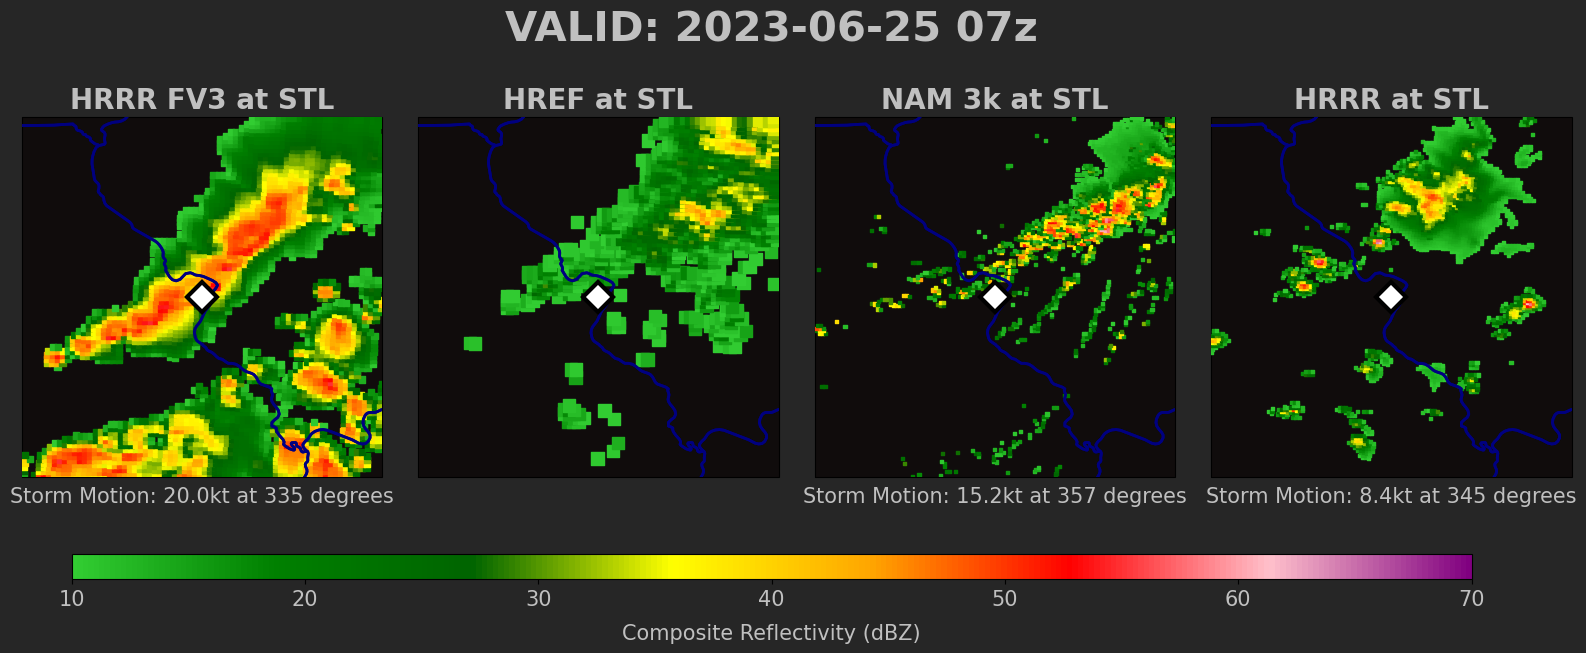 VALID: 2023-06-25 07z
HRRR FV3 at STL
HREF at STL
NAM 3k at STL
HRRR at STL
Storm Motion: 20.0kt at 335 degrees
Storm Motion: 15.2kt at 357 degrees
Storm Motion: 8.4kt at 345 degrees
10 20 30 40 50 60 70
Composite Reflectivity (dBZ)